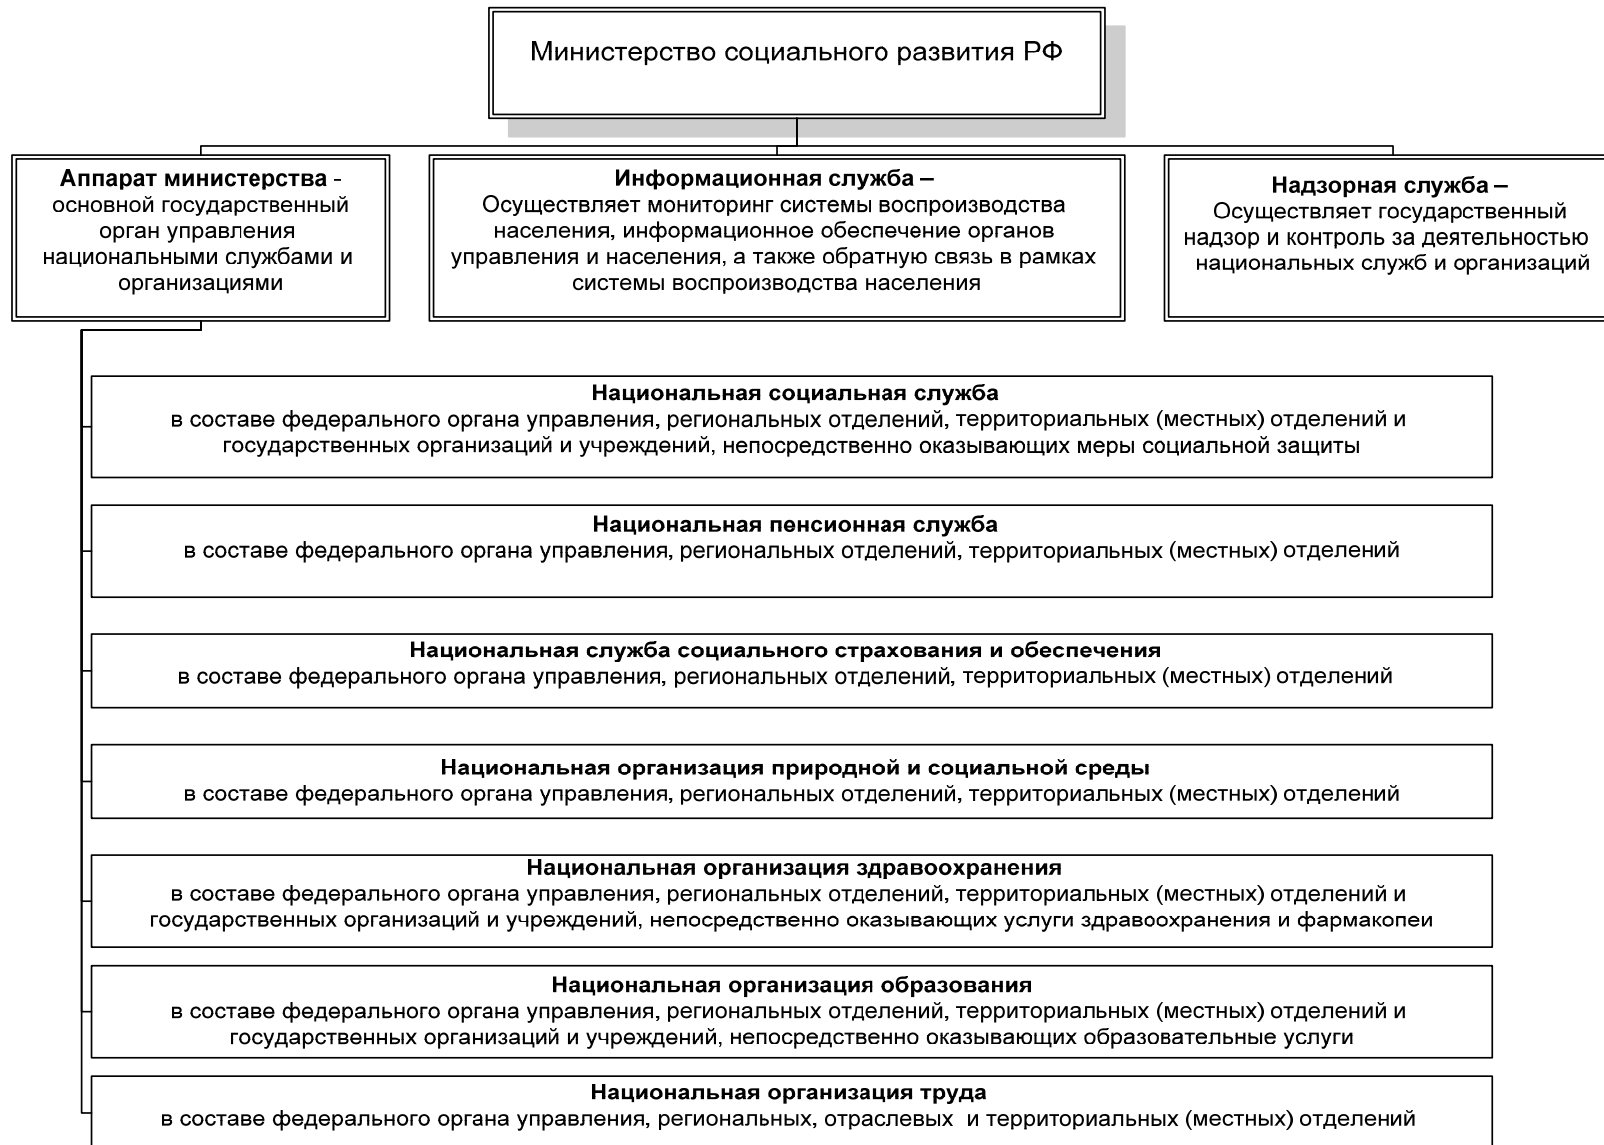 Министерство социального развития РФ
Аппарат министерства -
основной государственный
орган управления
национальными службами и
организациями
Информационная служба –
Осуществляет мониторинг системы воспроизводства
населения, информационное обеспечение органов
управления и населения, а также обратную связь в рамках
системы воспроизводства населения
Надзорная служба –
Осуществляет государственный
надзор и контроль за деятельностью
национальных служб и организаций
Национальная социальная служба
в составе федерального органа управления, региональных отделений, территориальных (местных) отделений и
государственных организаций и учреждений, непосредственно оказывающих меры социальной защиты
Национальная пенсионная служба
в составе федерального органа управления, региональных отделений, территориальных (местных) отделений
Национальная служба социального страхования и обеспечения
в составе федерального органа управления, региональных отделений, территориальных (местных) отделений
Национальная организация природной и социальной среды
в составе федерального органа управления, региональных отделений, территориальных (местных) отделений
Национальная организация здравоохранения
в составе федерального органа управления, региональных отделений, территориальных (местных) отделений и
государственных организаций и учреждений, непосредственно оказывающих услуги здравоохранения и фармакопеи
Национальная организация образования
в составе федерального органа управления, региональных отделений, территориальных (местных) отделений и
государственных организаций и учреждений, непосредственно оказывающих образовательные услуги
Национальная организация труда
в составе федерального органа управления, региональных, отраслевых и территориальных (местных) отделений